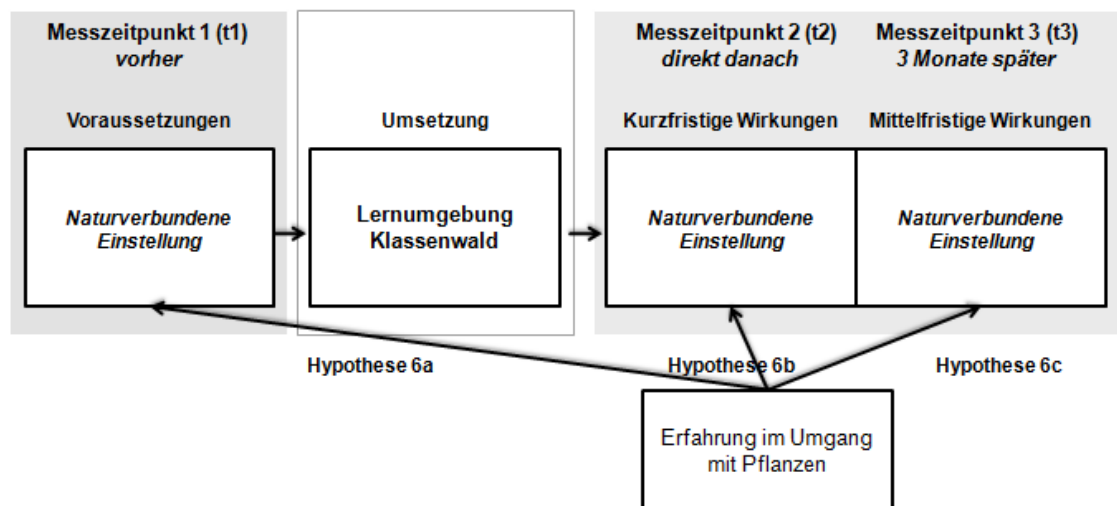 Messzeitpunkt 1 (t1)
vorher
Messzeitpunkt 2 (t2)
direkt danach
Messzeitpunkt 3 (t3)
3 Monate später
Voraussetzungen
Umsetzung
Kurzfristige Wirkungen
Mittelfristige Wirkungen
Naturverbundene
Einstellung
Lernumgebung
Klassenwald
Naturverbundene
Einstellung
Naturverbundene
Einstellung
Hypothese 6a
Hypothese 6b
Hypothese 6c
Erfahrung im Umgang
mit Pflanzen